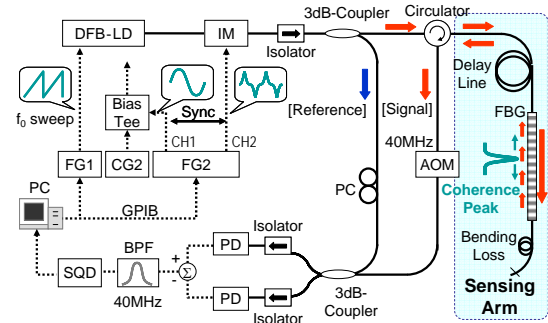 DFB-LD
IM
Isolator
3dB-Coupler
Circulator
Delay
Line
FBG
f0 sweep
Bias
Tee
Sync
CH1
CH2
[Reference]
[Signal]
40MHz
AOM
Coherence
Peak
FG1
CG2
FG2
PC
GPIB
PC
Bending
Loss
Sensing
Arm
SQD
BPF
40MHz
+
Σ
-
PD
Isolator
PD
Isolator
3dB-
Coupler